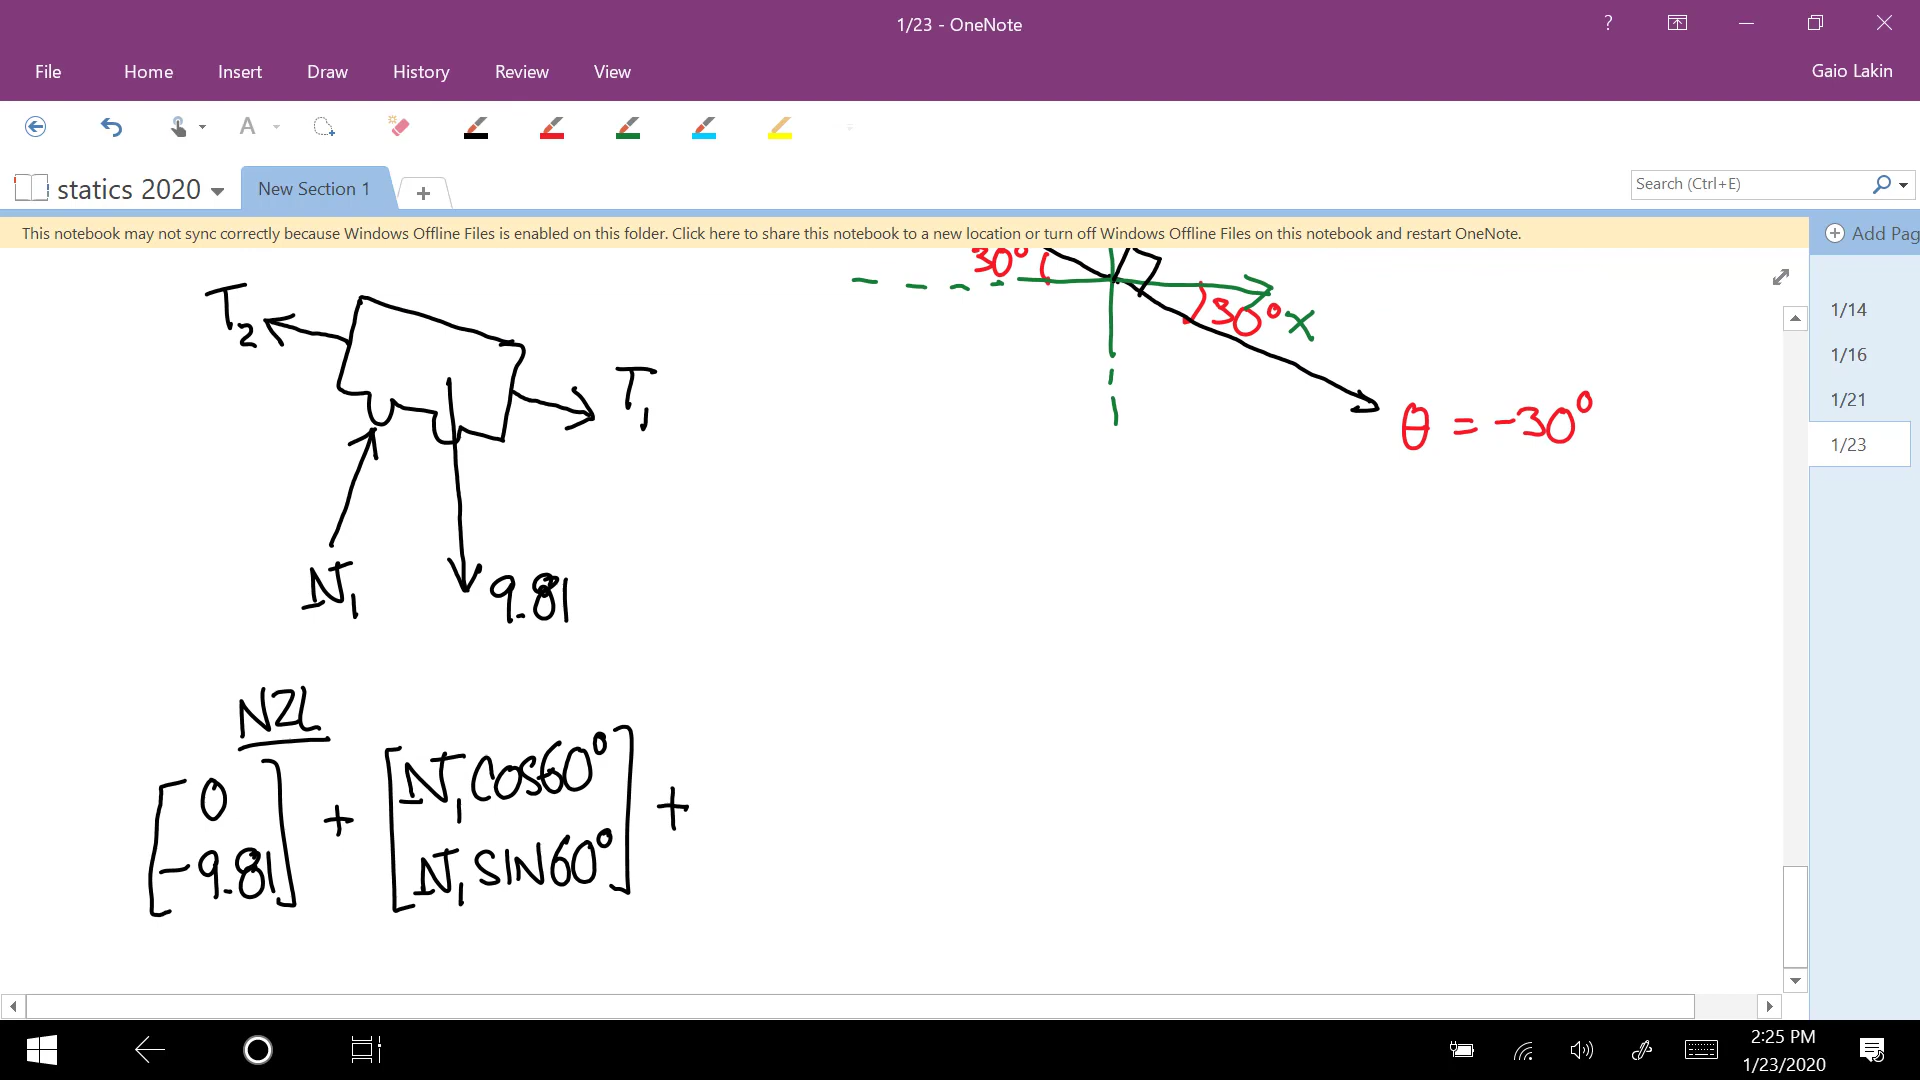 1/23 - OneNote
?
File Home Insert Draw History Review View
Gaio Lakin
A
statics 2020
New Section 1
+
Search (Ctrl+E)
This notebook may not sync correctly because Windows Offline Files is enabled on this folder. Click here to share this notebook to a new location or turn off Windows Offline Files on this notebook and restart OneNote.
Add Pag
1/14
1/16
1/21
1/23
T2
T1
N1
9.81
30°
30° x
θ = -30°
N2L
[0 -9.81] + [N1 COS60° N1 SIN60°] +
2:25 PM
1/23/2020